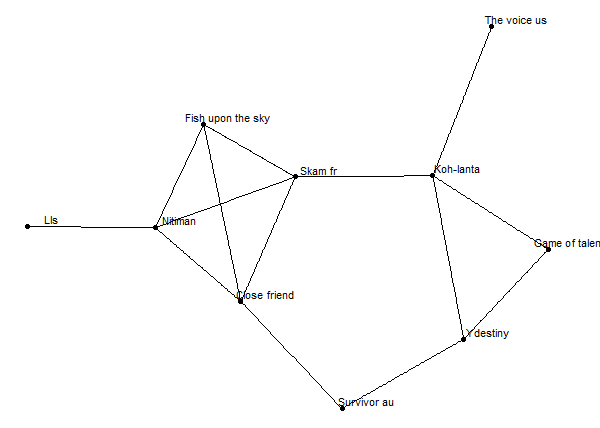 The voice us
Fish upon the sky
Skam fr
Koh-lanta
Lls
Nitiman
Game of talen
Close friend
Y destiny
Survivor au